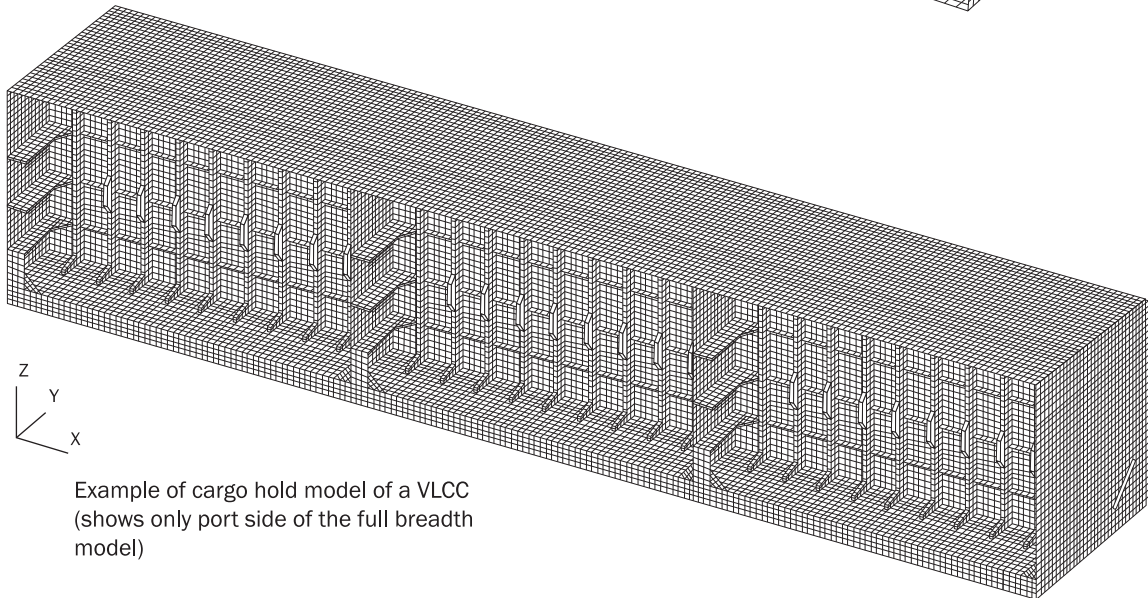 Z
Y
X
Example of cargo hold model of a VLCC
(shows only port side of the full breadth
model)